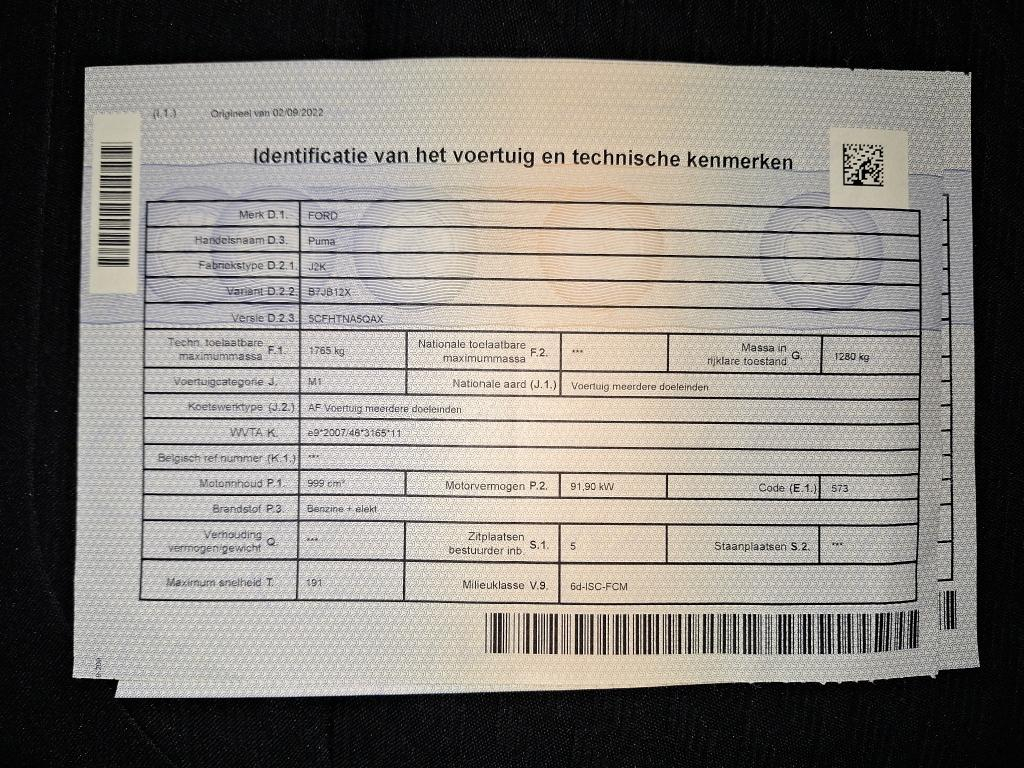 (I.1.) Origineel van 02/09/2022
Identificatie van het voertuig en technische kenmerken
Merk D.1. FORD
Handelsnaam D.3. Puma
Fabriekstype D.2.1. J2K
Variant D.2.2. B7JB12X
Versie D.2.3. 5CFHTNA5QAX
Techn. toelaatbare maximummassa F.1. 1765 kg Nationale toelaatbare maximummassa F.2. *** Massa in rijklare toestand G. 1280 kg
Voertuigcategorie J. M1 Nationale aard (J.1.) Voertuig meerdere doeleinden
Koetswerktype (J.2.) AF Voertuig meerdere doeleinden
WVTA K. e9*2007/46*3165*11
Belgisch ref.nummer (K.1.) ***
Motorinhoud P.1. 999 cm³ Motorvermogen P.2. 91,90 kW Code (E.1.) 573
Brandstof P.3. Benzine + elekt
Verhouding vermogen/gewicht Q. *** Zitplaatsen bestuurder inb. S.1. 5 Staanplaatsen S.2. ***
Maximum snelheid T. 191 Milieuklasse V.9. 6d-ISC-FCM